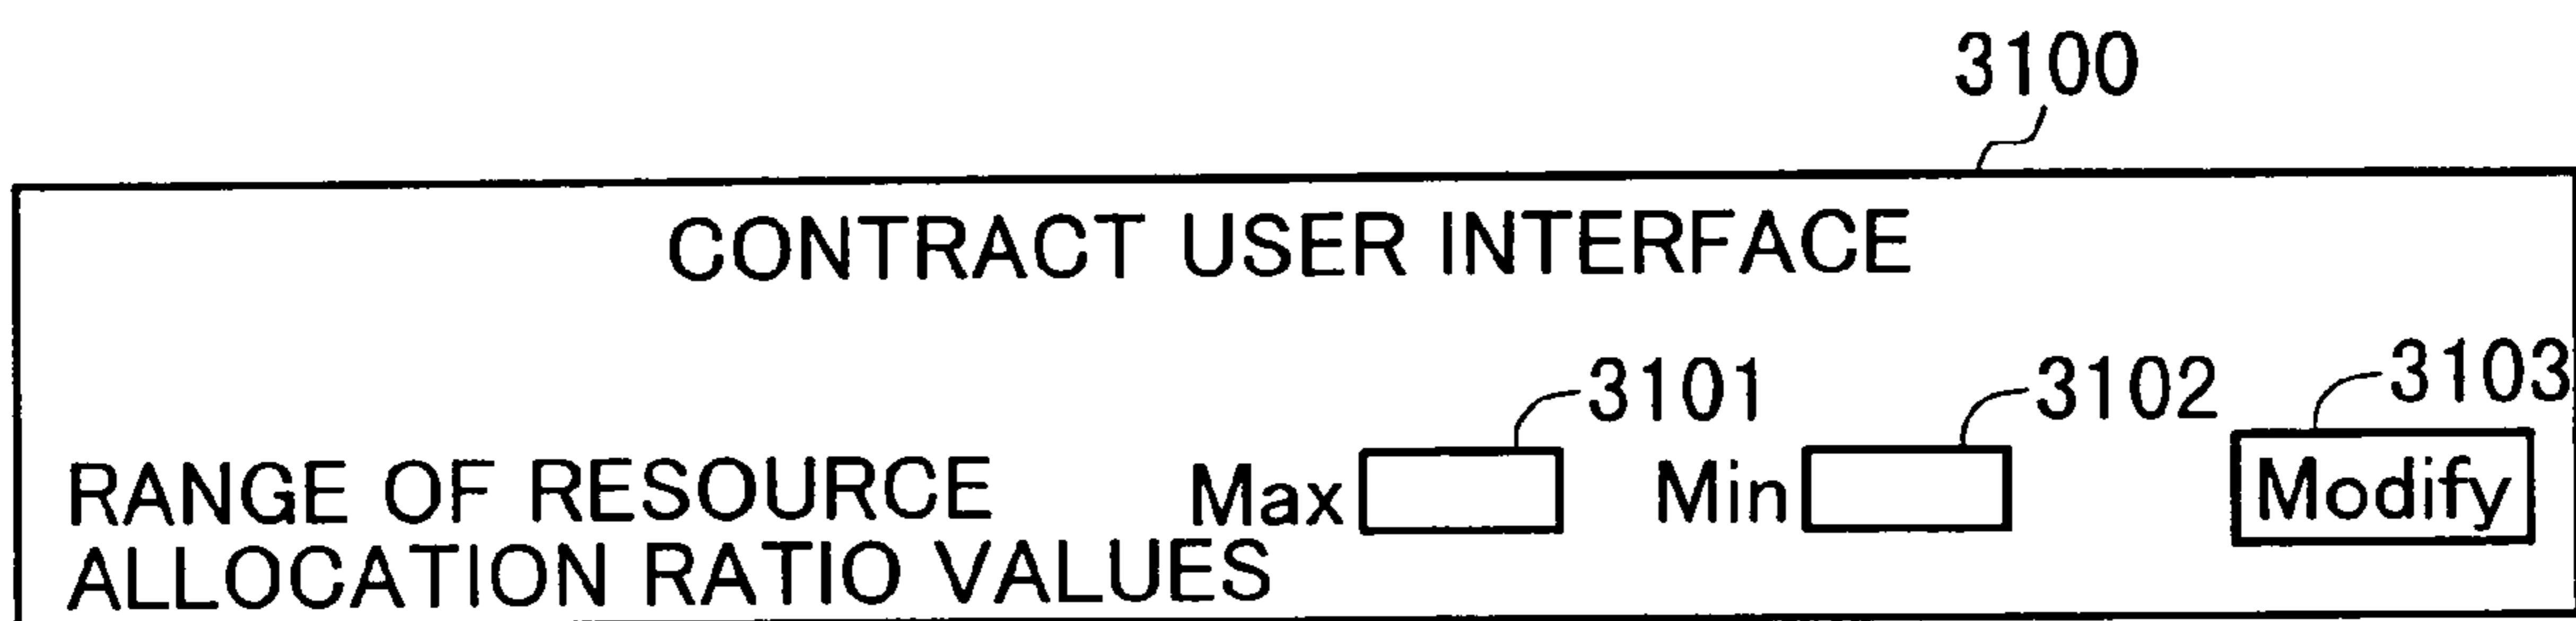 3100
CONTRACT USER INTERFACE
3101 3102 3103
RANGE OF RESOURCE Max Min Modify
ALLOCATION RATIO VALUES